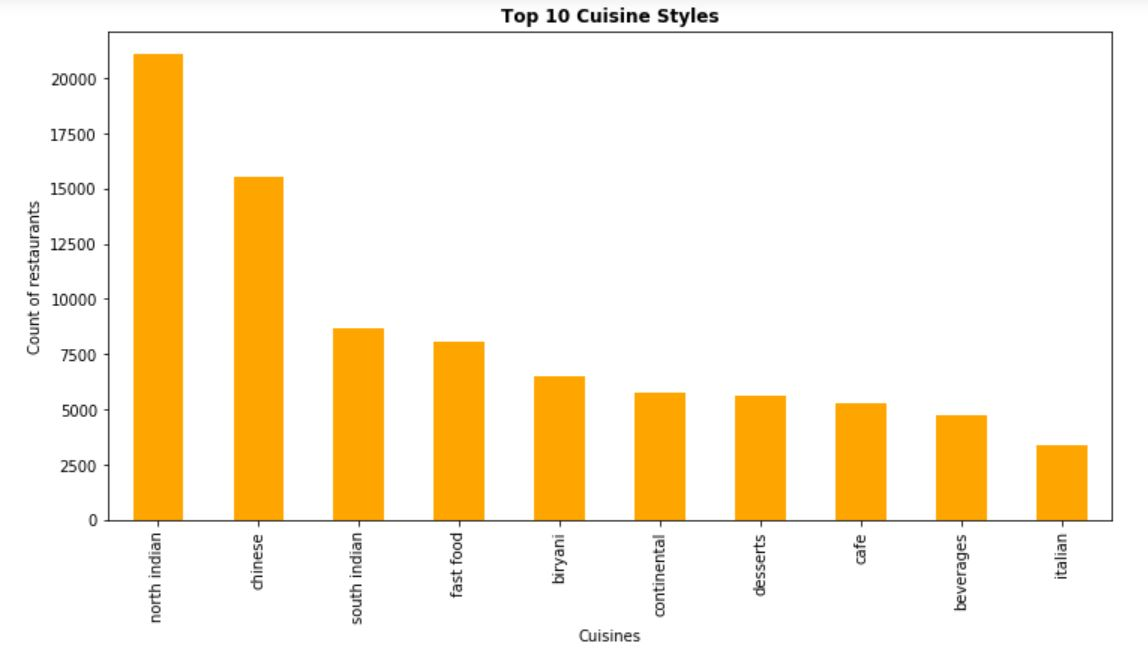 Top 10 Cuisine Styles
Count of restaurants
20000
17500
15000
12500
10000
7500
5000
2500
0
north indian
chinese
south indian
fast food
biryani
continental
desserts
cafe
beverages
italian
Cuisines